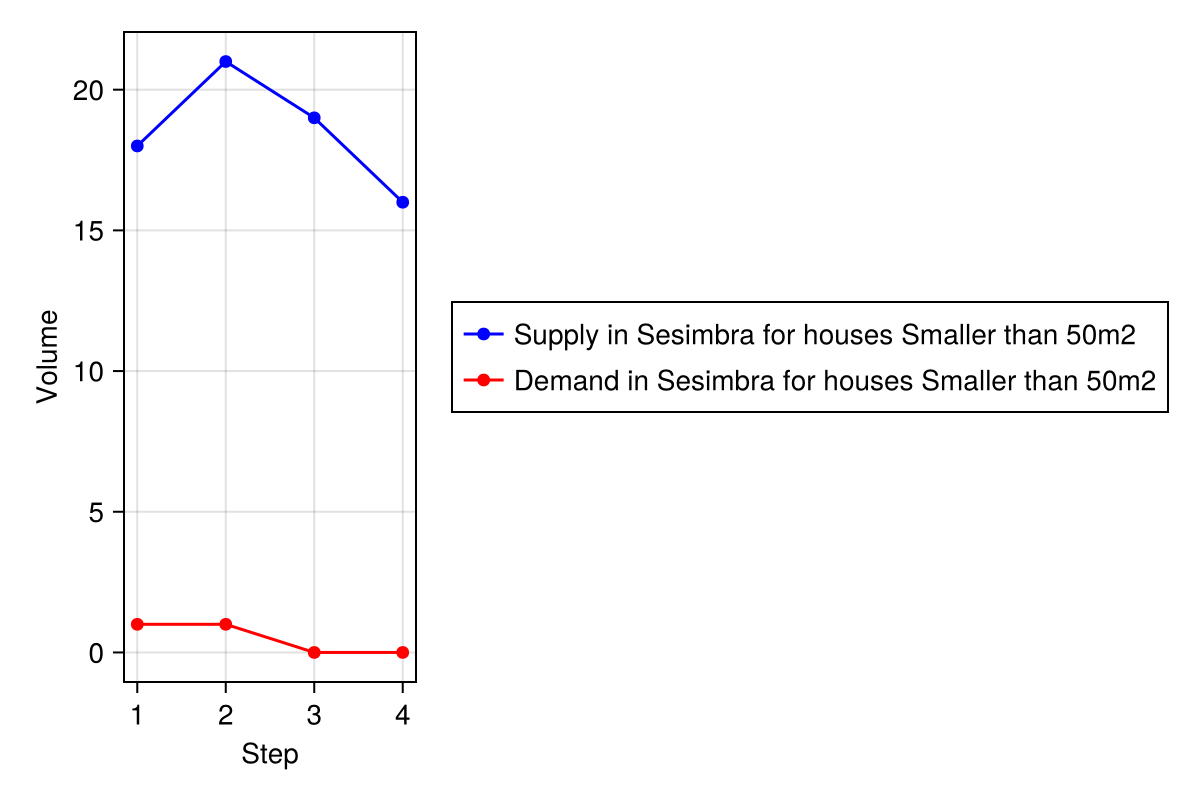 20
15
10
5
0
Volume
1 2 3 4
Step
Supply in Sesimbra for houses Smaller than 50m2
Demand in Sesimbra for houses Smaller than 50m2